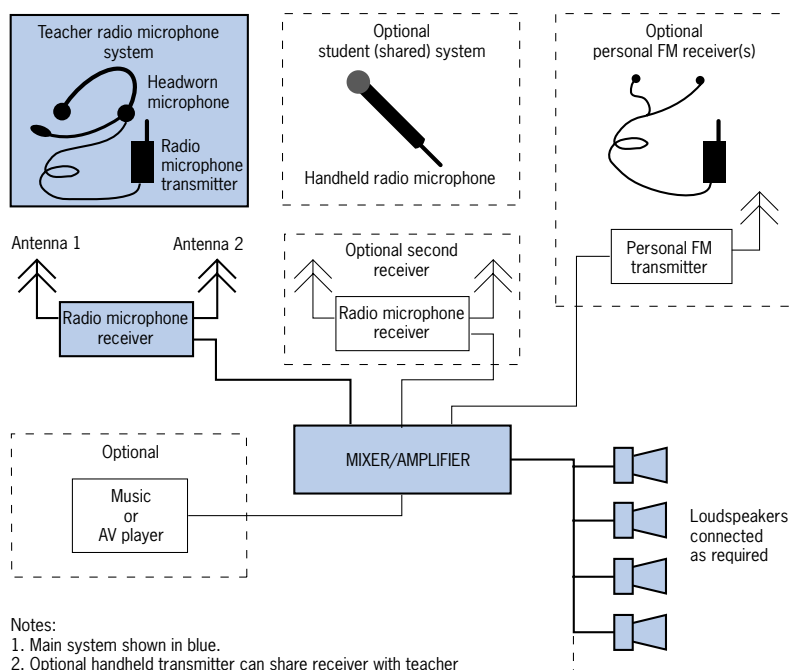 Teacher radio microphone
system
Headworn
microphone
Radio
microphone
transmitter
Optional
student (shared) system
Handheld radio microphone
Optional
personal FM receiver(s)
Personal FM
transmitter
Antenna 1
Antenna 2
Radio microphone
receiver
Optional second
receiver
Radio microphone
receiver
Optional
Music
or
AV player
MIXER/AMPLIFIER
Loudspeakers
connected
as required
Notes:
1. Main system shown in blue.
2. Optional handheld transmitter can share receiver with teacher